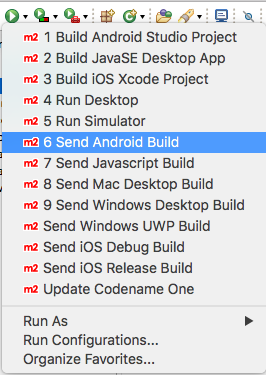 m2 1 Build Android Studio Project
m2 2 Build JavaSE Desktop App
m2 3 Build iOS Xcode Project
m2 4 Run Desktop
m2 5 Run Simulator
m2 6 Send Android Build
m2 7 Send Javascript Build
m2 8 Send Mac Desktop Build
m2 9 Send Windows Desktop Build
m2 Send Windows UWP Build
m2 Send iOS Debug Build
m2 Send iOS Release Build
m2 Update Codename One
Run As
Run Configurations...
Organize Favorites...